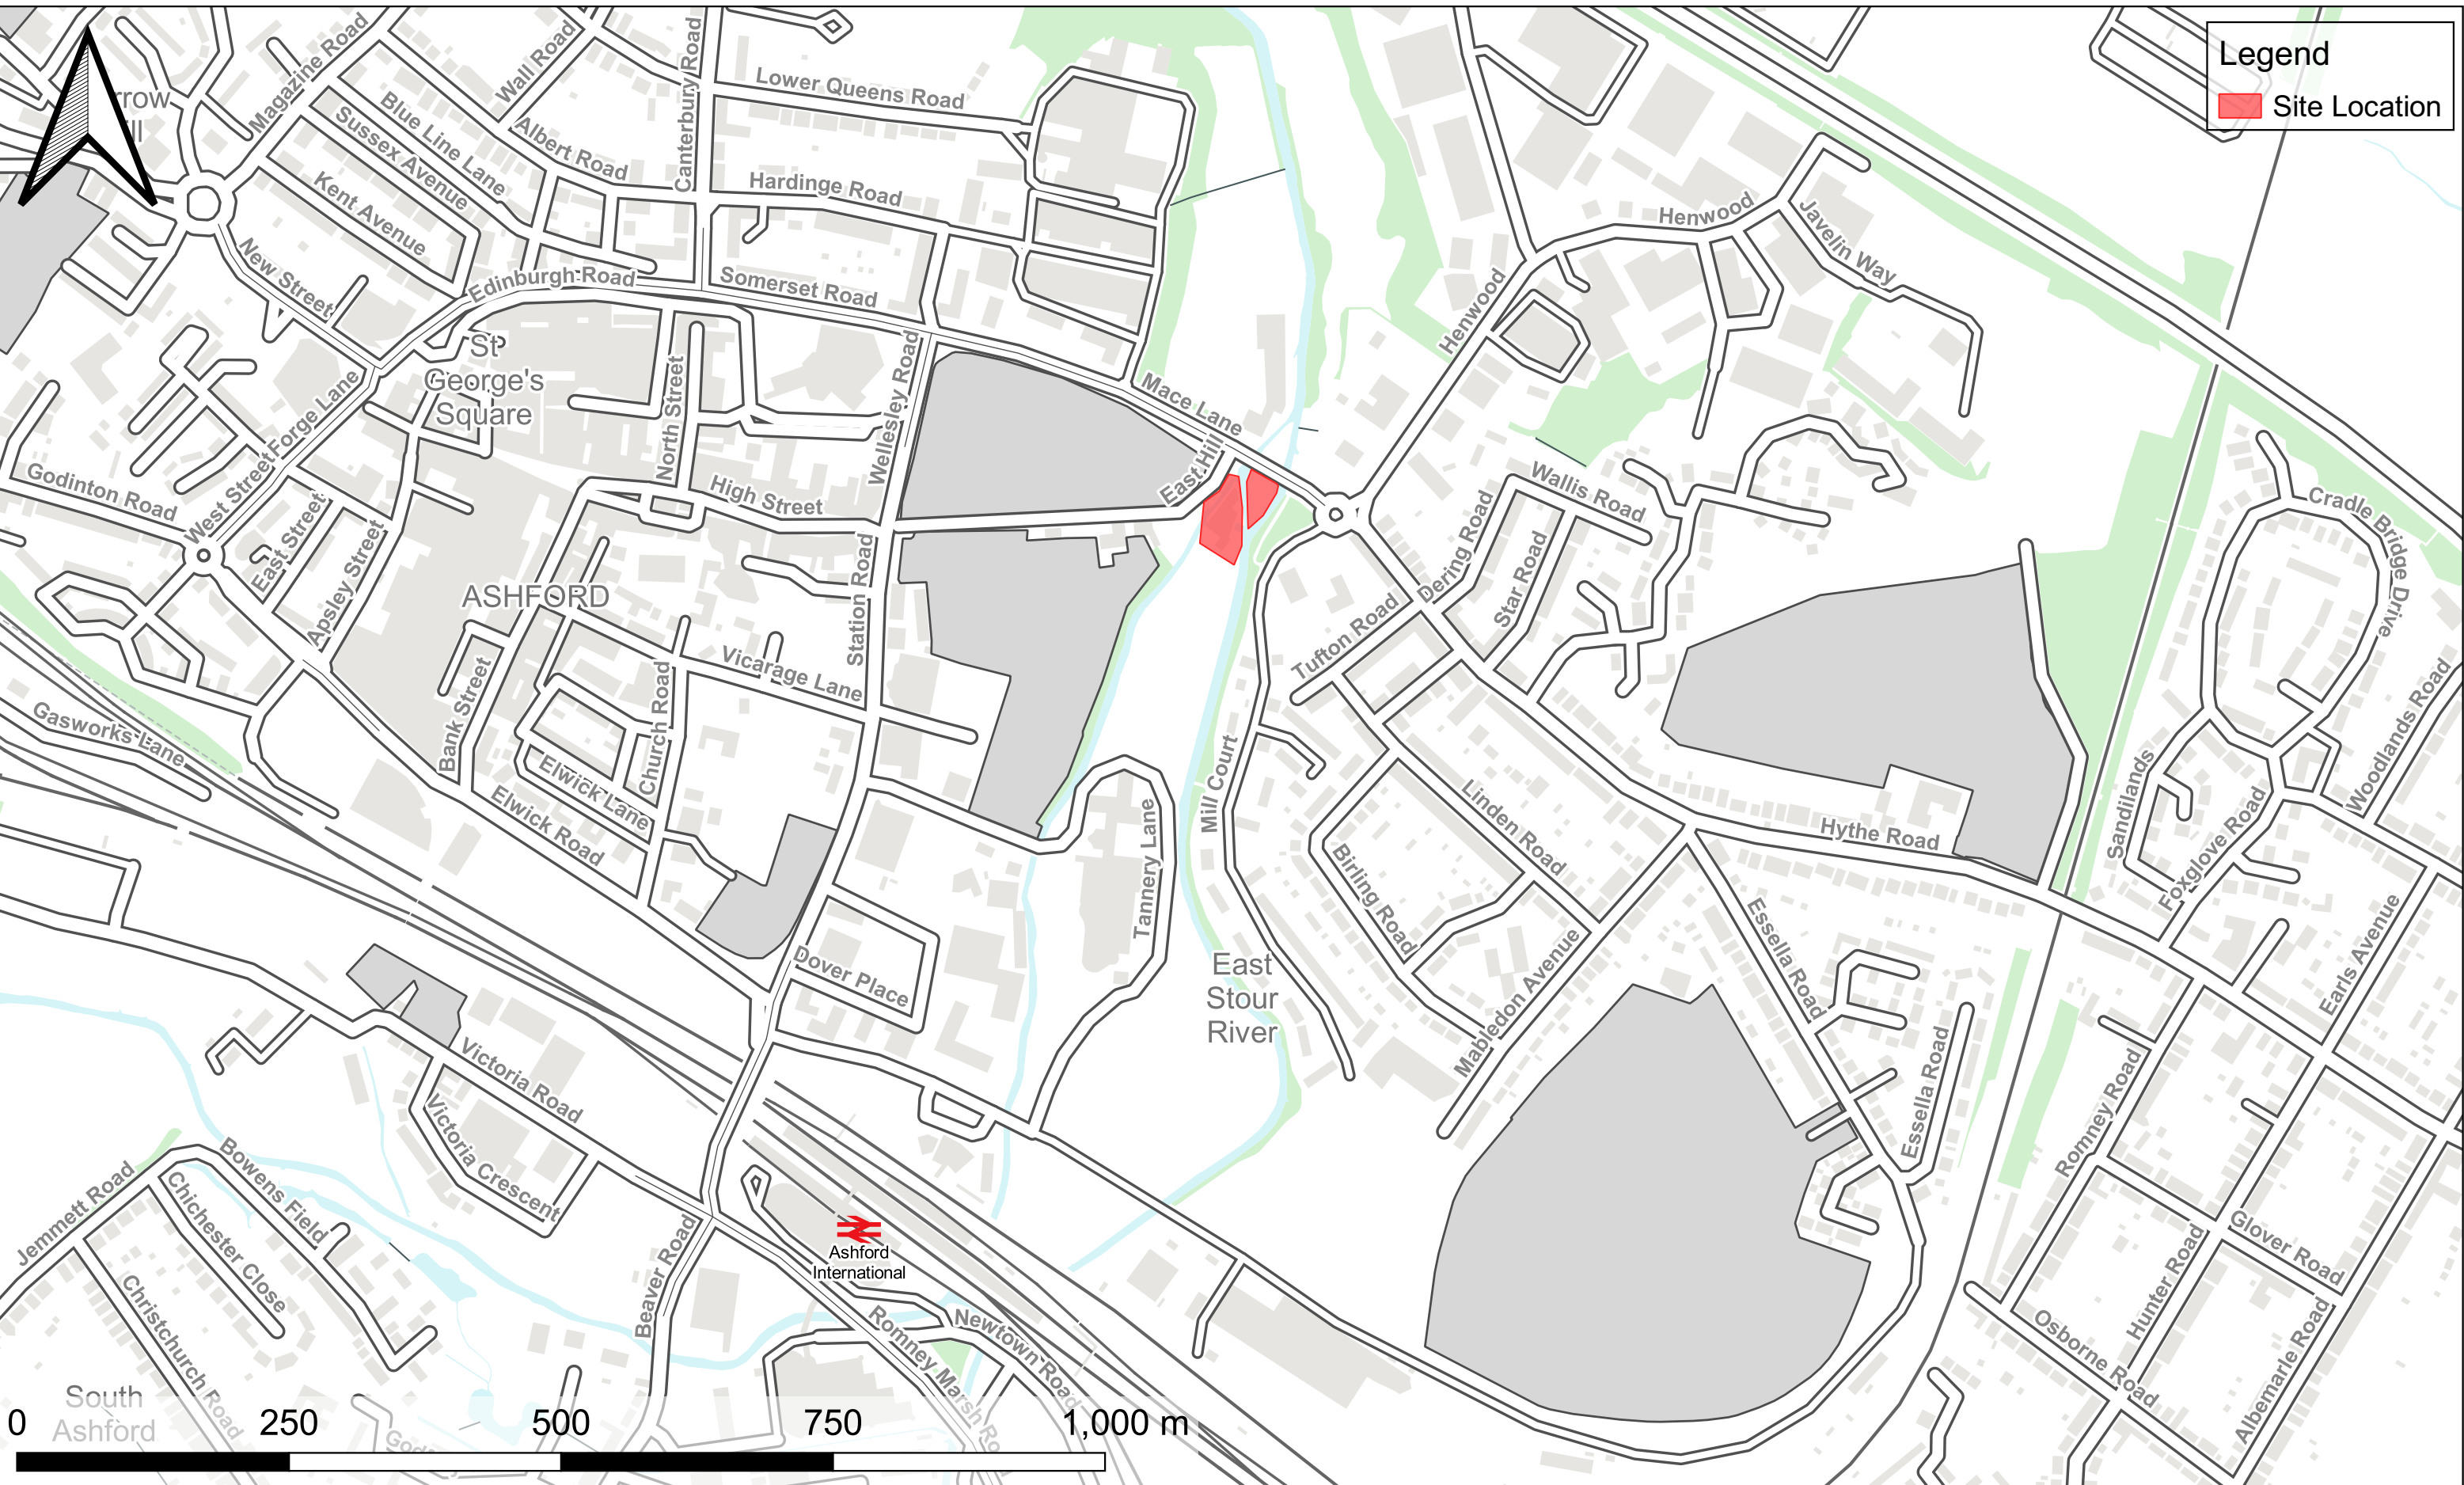 Legend
Site Location
rrow
Magazine Road
Wall Road
Canterbury Road
Lower Queens Road
Blue Line Lane
Sussex Avenue
Albert Road
Kent Avenue
Hardinge Road
Henwood
Javelin Way
New Street
Edinburgh Road
Somerset Road
Henwood
St
George's
Square
Forge Lane
North Street
Wellesley Road
Mace Lane
East Hill
Godinton Road
West Street
High Street
Wallis Road
Cradle Bridge Drive
East Street
Apsley Street
ASHFORD
Station Road
Dering Road
Star Road
Tufton Road
Vicarage Lane
Church Road
Bank Street
Gasworks Lane
Elwick Lane
Elwick Road
Mill Court
Tannery Lane
Linden Road
Birling Road
Hythe Road
Sandilands
Foxglove Road
Woodlands Road
Dover Place
East
Stour
River
Mabledon Avenue
Essella Road
Essella Road
Earls Avenue
Romney Road
Victoria Road
Victoria Crescent
Bowens Field
Jemmett Road
Chichester Close
Christchurch Road
Beaver Road
Ashford
International
Romney Marsh Ro
Newtown Road
Glover Road
Hunter Road
Osborne Road
Albemarle Road
South
Ashford
0 250 500 750 1,000 m